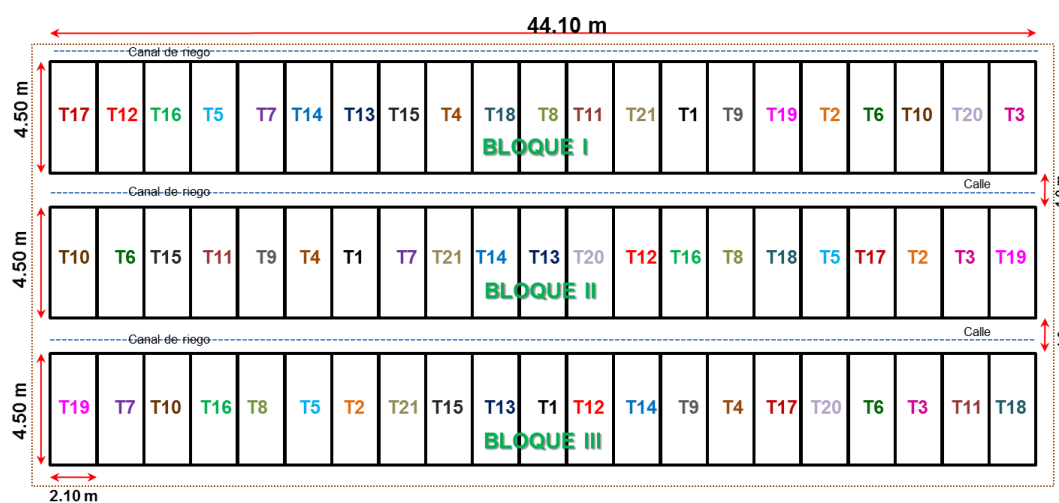 44.10 m
Canal de riego
4.50 m
T17 T12 T16 T5 T7 T14 T13 T15 T4 T18 T8 T11 T21 T1 T9 T19 T2 T6 T10 T20 T3
BLOQUE I
Calle
Canal de riego
4.50 m
T10 T6 T15 T11 T9 T4 T1 T7 T21 T14 T13 T20 T12 T16 T8 T18 T5 T17 T2 T3 T19
BLOQUE II
Calle
Canal de riego
4.50 m
T19 T7 T10 T16 T8 T5 T2 T21 T15 T13 T1 T12 T14 T9 T4 T17 T20 T6 T3 T11 T18
BLOQUE III
2.10 m